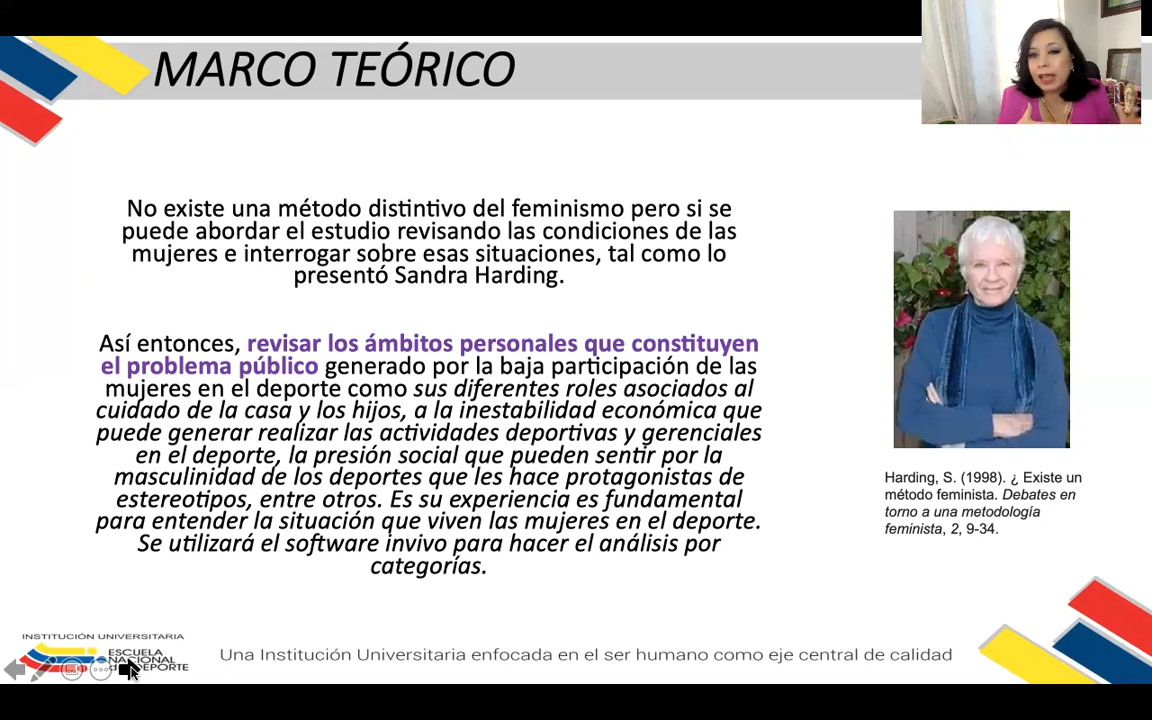 MARCO TEÓRICO
No existe una método distintivo del feminismo pero si se
puede abordar el estudio revisando las condiciones de las
mujeres e interrogar sobre esas situaciones, tal como lo
presentó Sandra Harding.
Así entonces, revisar los ámbitos personales que constituyen
el problema público generado por la baja participación de las
mujeres en el deporte como sus diferentes roles asociados al
cuidado de la casa y los hijos, a la inestabilidad económica que
puede generar realizar las actividades deportivas y gerenciales
en el deporte, la presión social que pueden sentir por la
masculinidad de los deportes que les hace protagonistas de
estereotipos, entre otros. Es su experiencia es fundamental
para entender la situación que viven las mujeres en el deporte.
Se utilizará el software invivo para hacer el análisis por
categorías.
Harding, S. (1998). ¿ Existe un
método feminista. Debates en
torno a una metodología
feminista, 2, 9-34.
INSTITUCIÓN UNIVERSITARIA
ESCUELA
NACIONAL
DEPORTE
Una Institución Universitaria enfocada en el ser humano como eje central de calidad